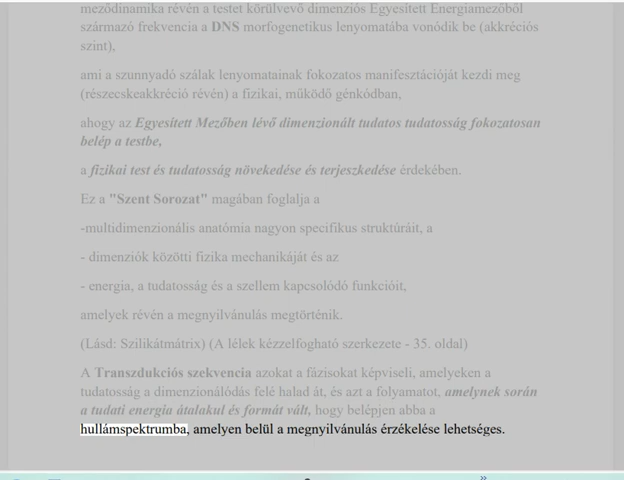 meződinamika révén a testet körülvevő dimenziós Egyesített Energiamezőből
származó frekvencia a DNS morfogenetikus lenyomatába vonódik be (akkréciós
szint),
ami a szunnyadó szálak lenyomatainak fokozatos manifesztációját kezdi meg
(részecskeakkréció révén) a fizikai, működő génkódban,
ahogy az Egyesített Mezőben lévő dimenzionált tudatos tudatosság fokozatosan
belép a testbe,
a fizikai test és tudatosság növekedése és terjeszkedése érdekében.
Ez a "Szent Sorozat" magában foglalja a
-multidimenzionális anatómia nagyon specifikus struktúráit, a
- dimenziók közötti fizika mechanikáját és az
- energia, a tudatosság és a szellem kapcsolódó funkcióit,
amelyek révén a megnyilvánulás megtörténik.
(Lásd: Szilikátmátrix) (A lélek kézzelfogható szerkezete - 35. oldal)
A Transzdukciós szekvencia azokat a fázisokat képviseli, amelyeken a
tudatosság a dimenzionálódás felé halad át, és azt a folyamatot, amelynek során
a tudati energia átalakul és formát vált, hogy belépjen abba a
hullámspektrumba, amelyen belül a megnyilvánulás érzékelése lehetséges.